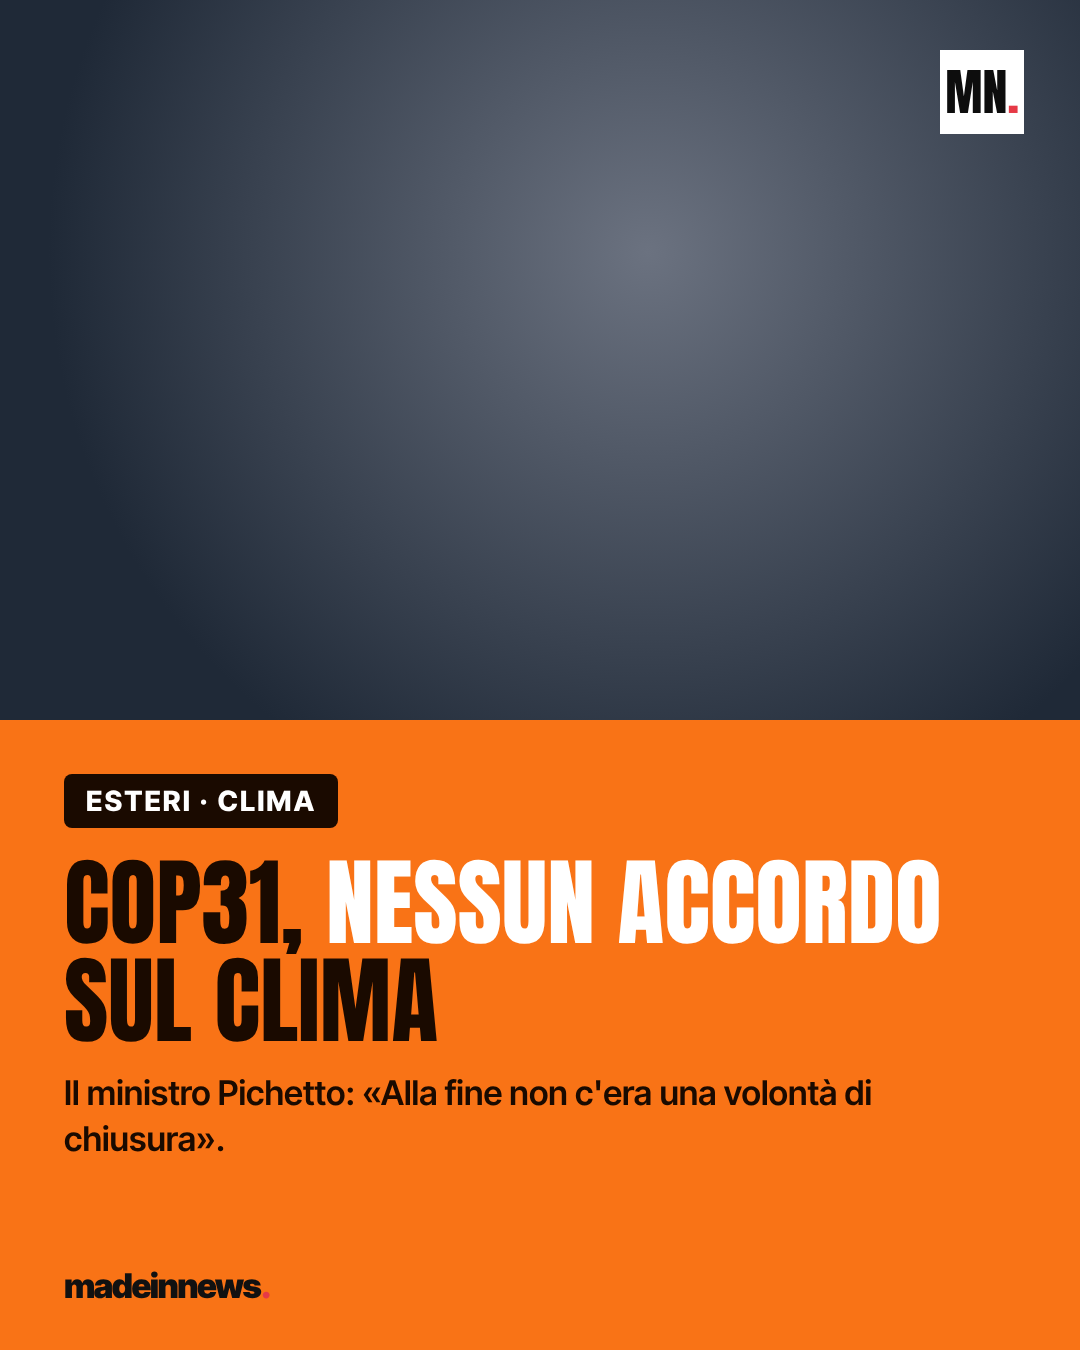 MN.
ESTERI · CLIMA
COP31, NESSUN ACCORDO
SUL CLIMA
Il ministro Pichetto: «Alla fine non c'era una volontà di
chiusura».
madeinnews.